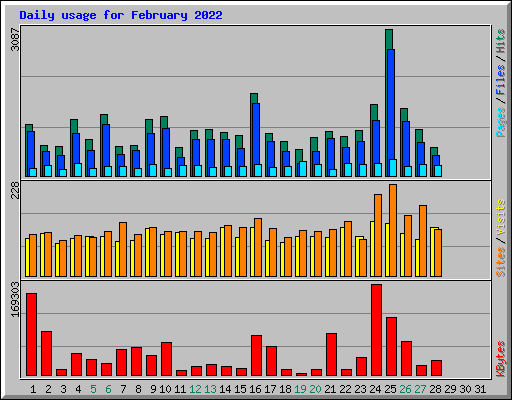 Daily usage for February 2022
3087
Pages / Files / Hits
228
Sites / Visits
169303
KBytes
1 2 3 4 5 6 7 8 9 10 11 12 13 14 15 16 17 18 19 20 21 22 23 24 25 26 27 28 29 30 31